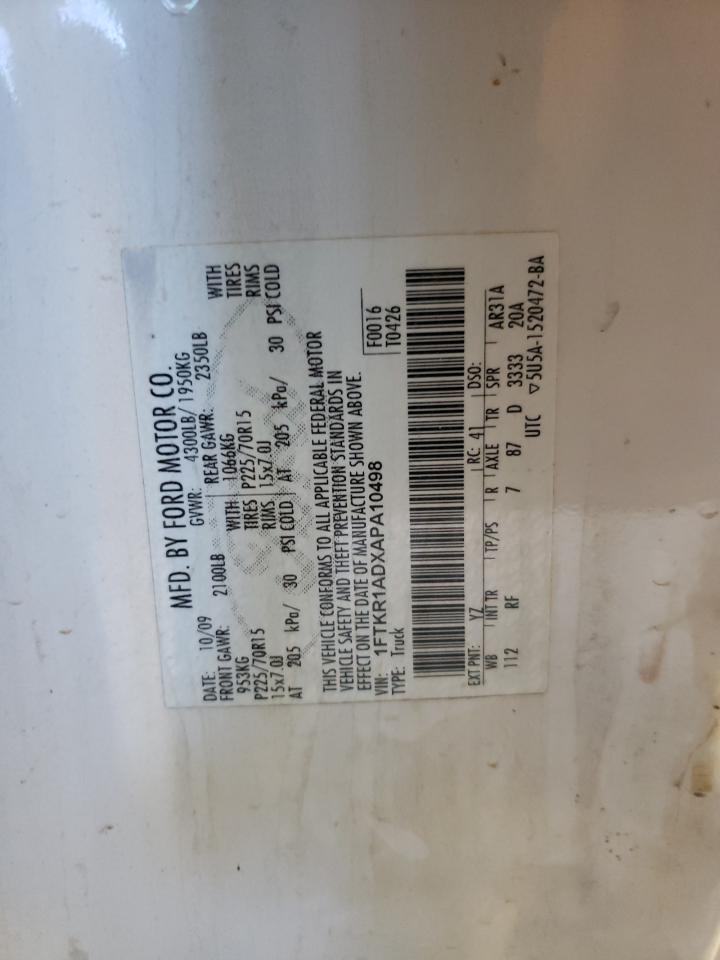 MFD. BY FORD MOTOR CO.
DATE: 10/09 GVWR: 4300LB/ 1950KG
FRONT GAWR: 2100LB REAR GAWR: 2350LB
953KG WITH 1066KG WITH
P225/70R15 TIRES P225/70R15 TIRES
15x7.0J RIMS 15x7.0J RIMS
AT 205 kPa/ 30 PSI COLD AT 205 kPa/ 30 PSI COLD
THIS VEHICLE CONFORMS TO ALL APPLICABLE FEDERAL MOTOR
VEHICLE SAFETY AND THEFT PREVENTION STANDARDS IN
EFFECT ON THE DATE OF MANUFACTURE SHOWN ABOVE.
VIN: 1FTKR1ADXAPA10498 F0016
TYPE: Truck T0426
EXT PNT: YZ RC: 41 DSO:
WB INT TR TP/PS R AXLE TR SPR AR31A
112 RF 7 87 D 3333 20A
UTC ▽5U5A-1520472-BA